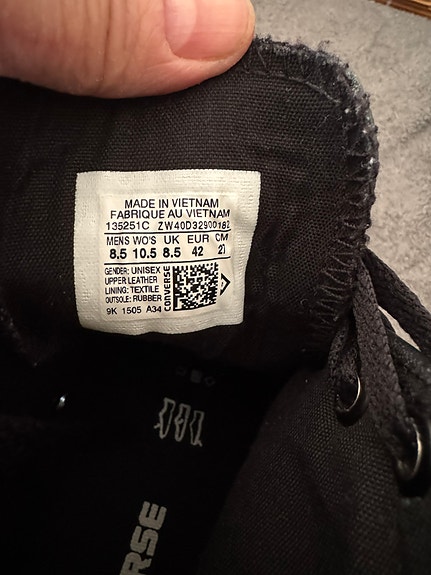 MADE IN VIETNAM
FABRIQUE AU VIETNAM
135251C ZW40D32900182
MENS WO'S UK EUR CM
8.5 10.5 8.5 42 27
GENDER: UNISEX
UPPER:LEATHER
LINING: TEXTILE
OUTSOLE: RUBBER
9K 1505 A34
CONVERSE
RSE